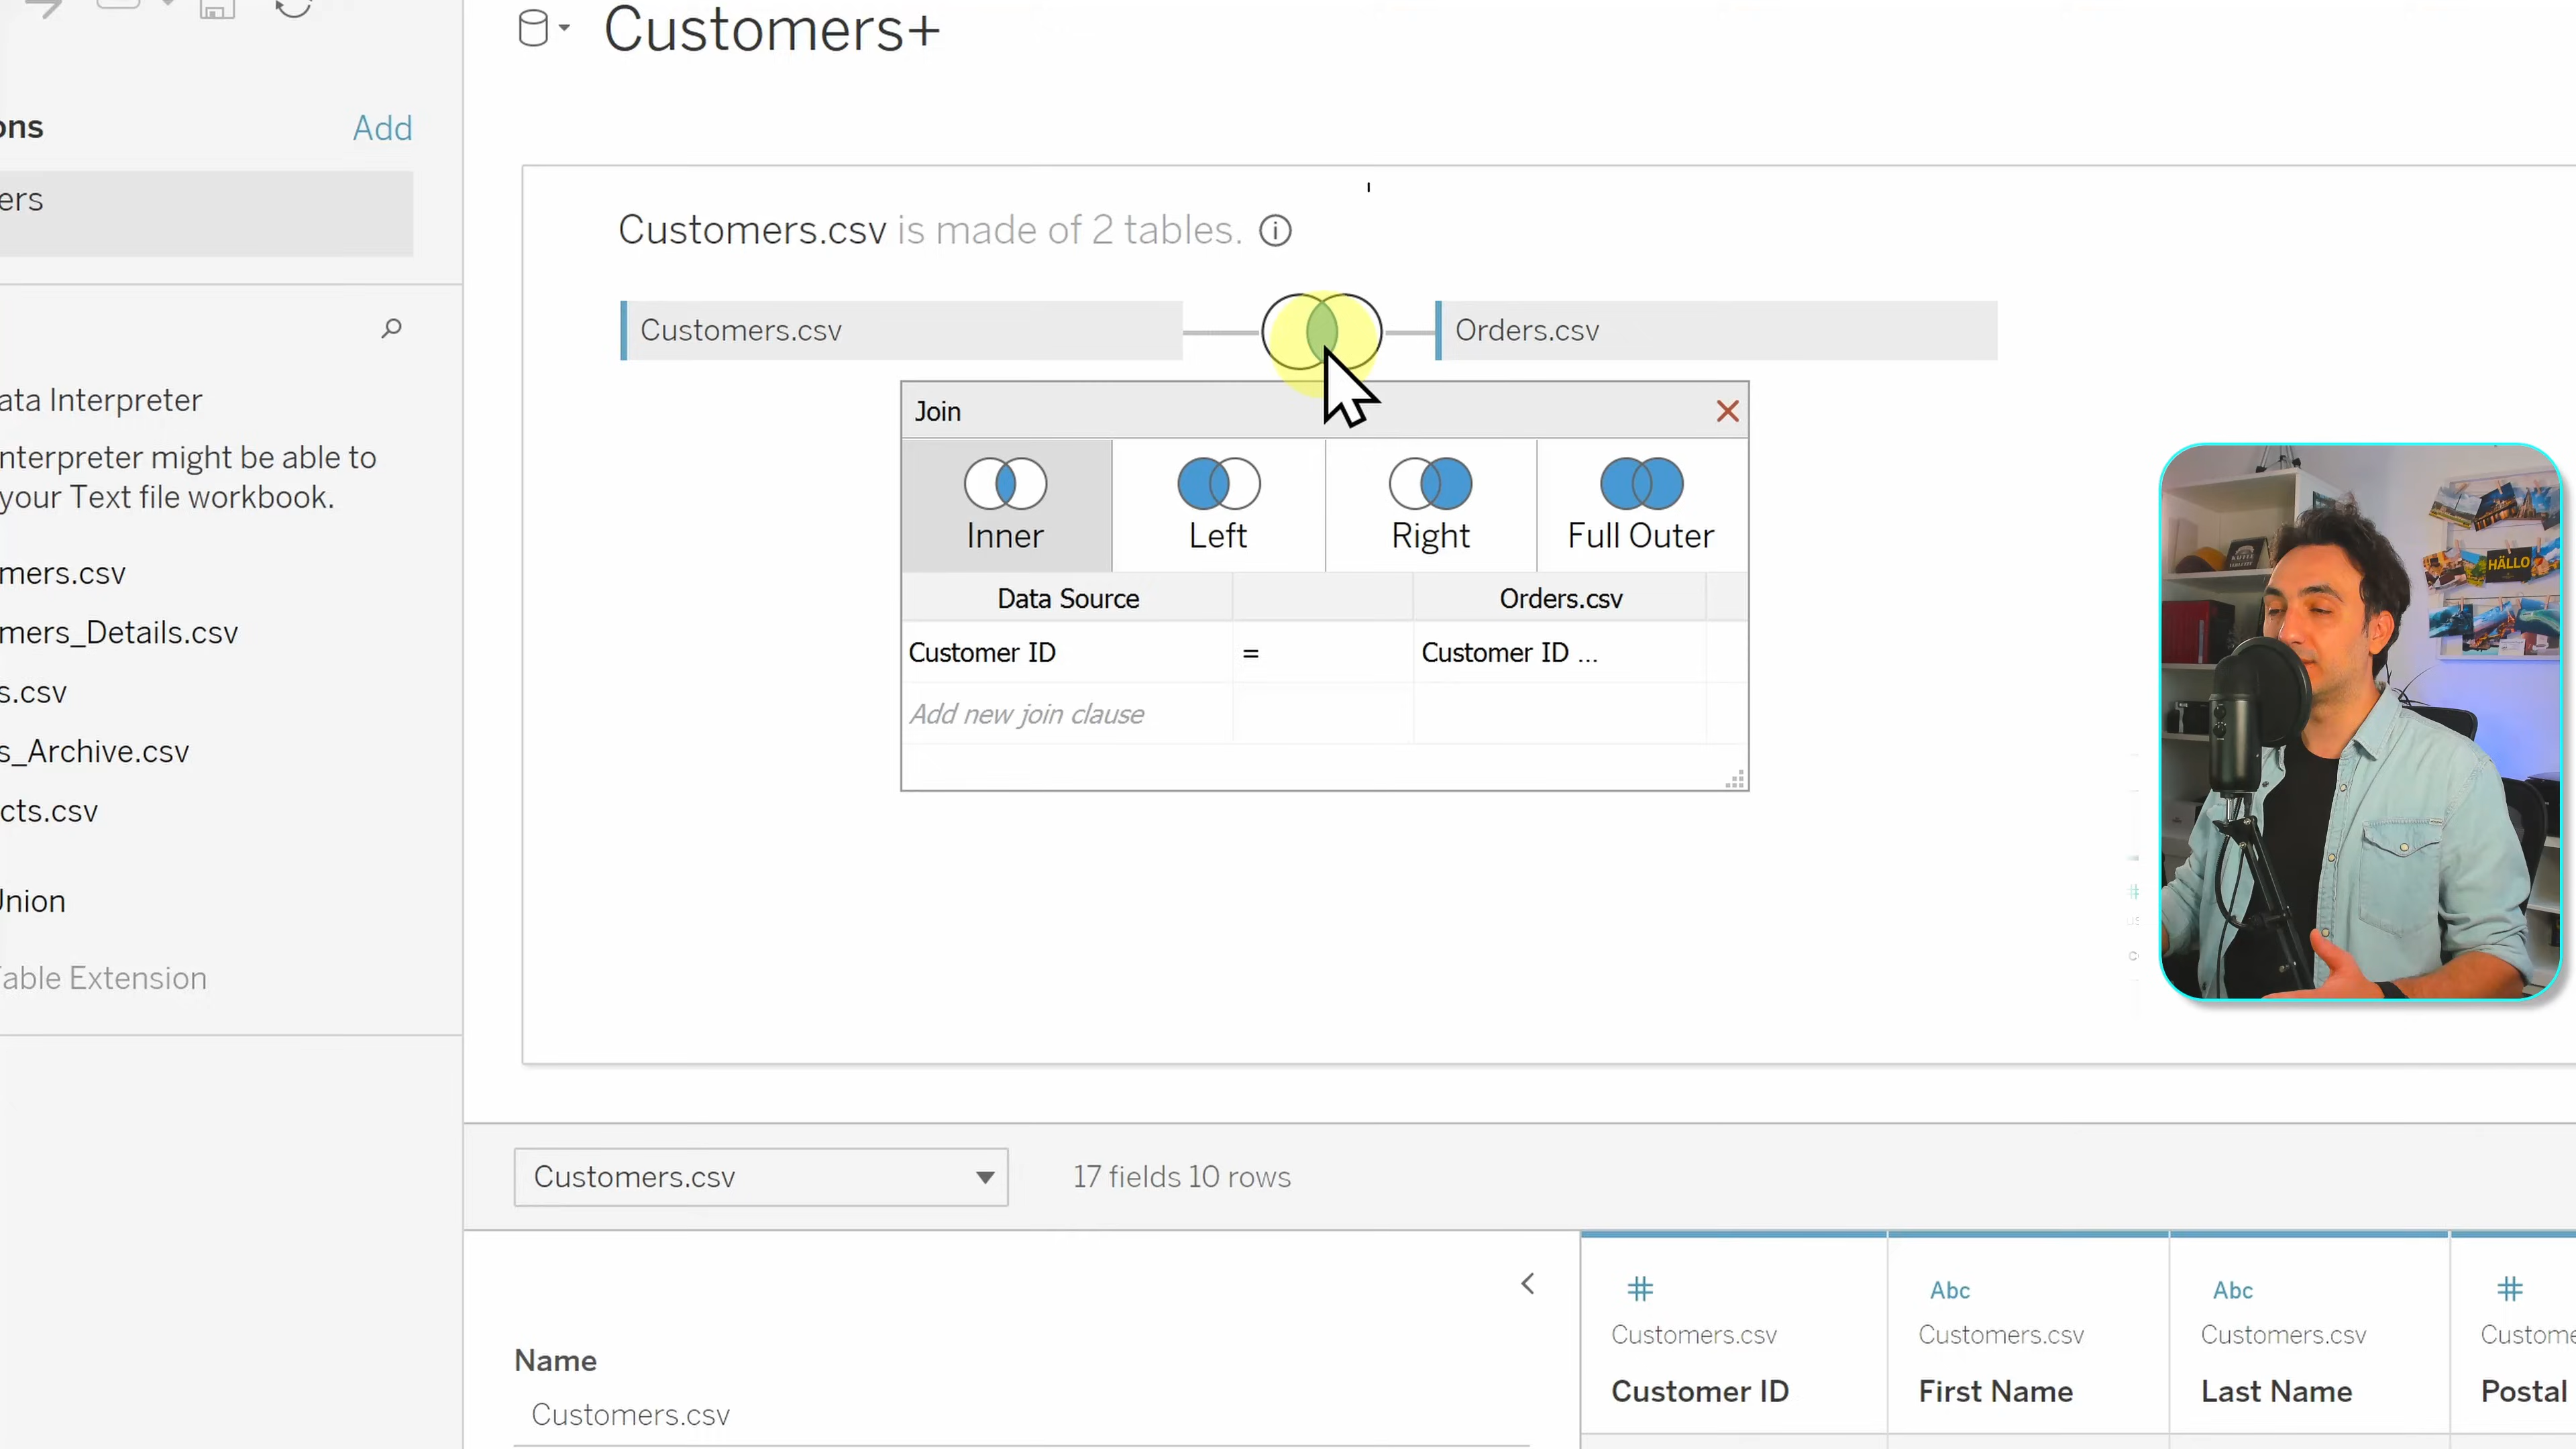 Customers+
ons
Add
ers
Customers.csv is made of 2 tables.
Customers.csv
Orders.csv
ata Interpreter
nterpreter might be able to
your Text file workbook.
mers.csv
mers_Details.csv
s.csv
s_Archive.csv
cts.csv
Union
Table Extension
Join
Inner
Left
Right
Full Outer
Data Source
Orders.csv
Customer ID
=
Customer ID ...
Add new join clause
HÄLLO
Customers.csv
17 fields 10 rows
Name
Customers.csv
#
Customers.csv
Customer ID
Abc
Customers.csv
First Name
Abc
Customers.csv
Last Name
#
Custome
Postal